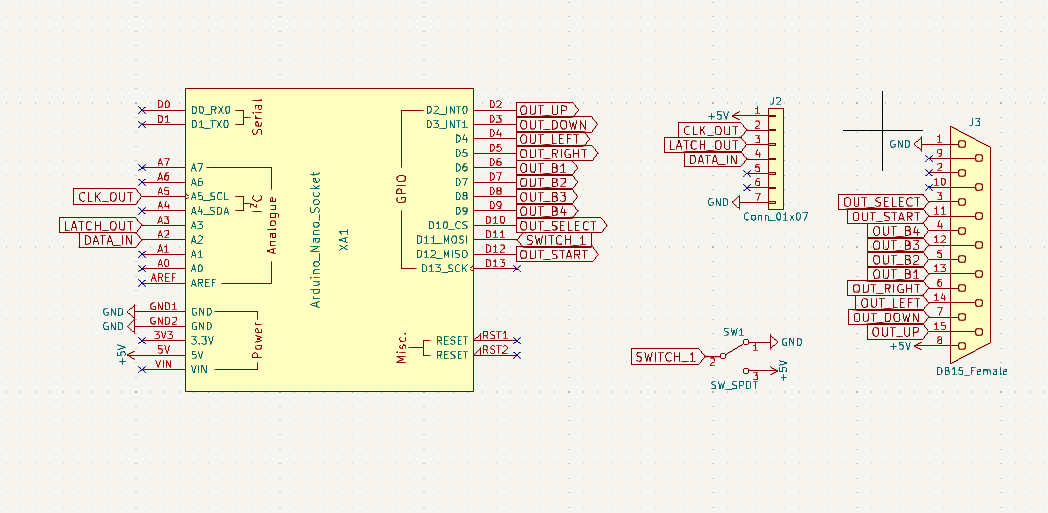 D0
D0_RX0
D1
D1_TX0
Serial
A7
A7
A6
A6
CLK_OUT
A5
A5_SCL
A4
A4_SDA
I²C
LATCH_OUT
A3
A3
DATA_IN
A2
A2
A1
A1
A0
A0
AREF
AREF
Analogue
GND
GND1
GND
GND
GND2
GND
3V3
3.3V
+5V
5V
5V
VIN
VIN
Power
Arduino_Nano_Socket
XA1
GPIO
D2_INT0
D2
OUT_UP
D3_INT1
D3
OUT_DOWN
D4
D4
OUT_LEFT
D5
D5
OUT_RIGHT
D6
D6
OUT_B1
D7
D7
OUT_B2
D8
D8
OUT_B3
D9
D9
OUT_B4
D10_CS
D10
OUT_SELECT
D11_MOSI
D11
SWITCH_1
D12_MISO
D12
OUT_START
D13_SCK
D13
Misc.
RESET
RST1
RESET
RST2
J2
+5V
1
CLK_OUT
2
LATCH_OUT
3
DATA_IN
4
5
6
GND
7
Conn_01x07
SW1
SWITCH_1
2
1
GND
3
+5V
SW_SPDT
J3
GND
1
9
2
10
OUT_SELECT
3
OUT_START
11
OUT_B4
4
OUT_B3
12
OUT_B2
5
OUT_B1
13
OUT_RIGHT
6
OUT_LEFT
14
OUT_DOWN
7
OUT_UP
15
+5V
8
DB15_Female